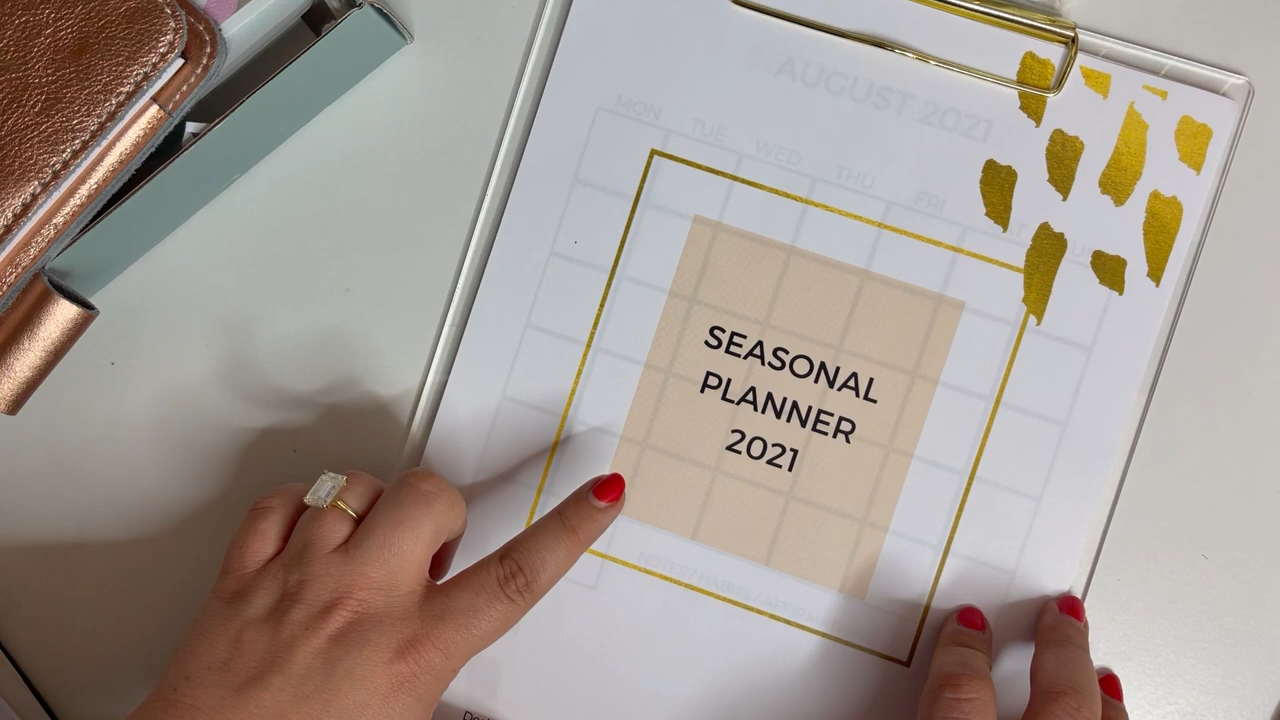 AUGUST 2021
MON TUE WED THU FRI
SEASONAL
PLANNER
2021